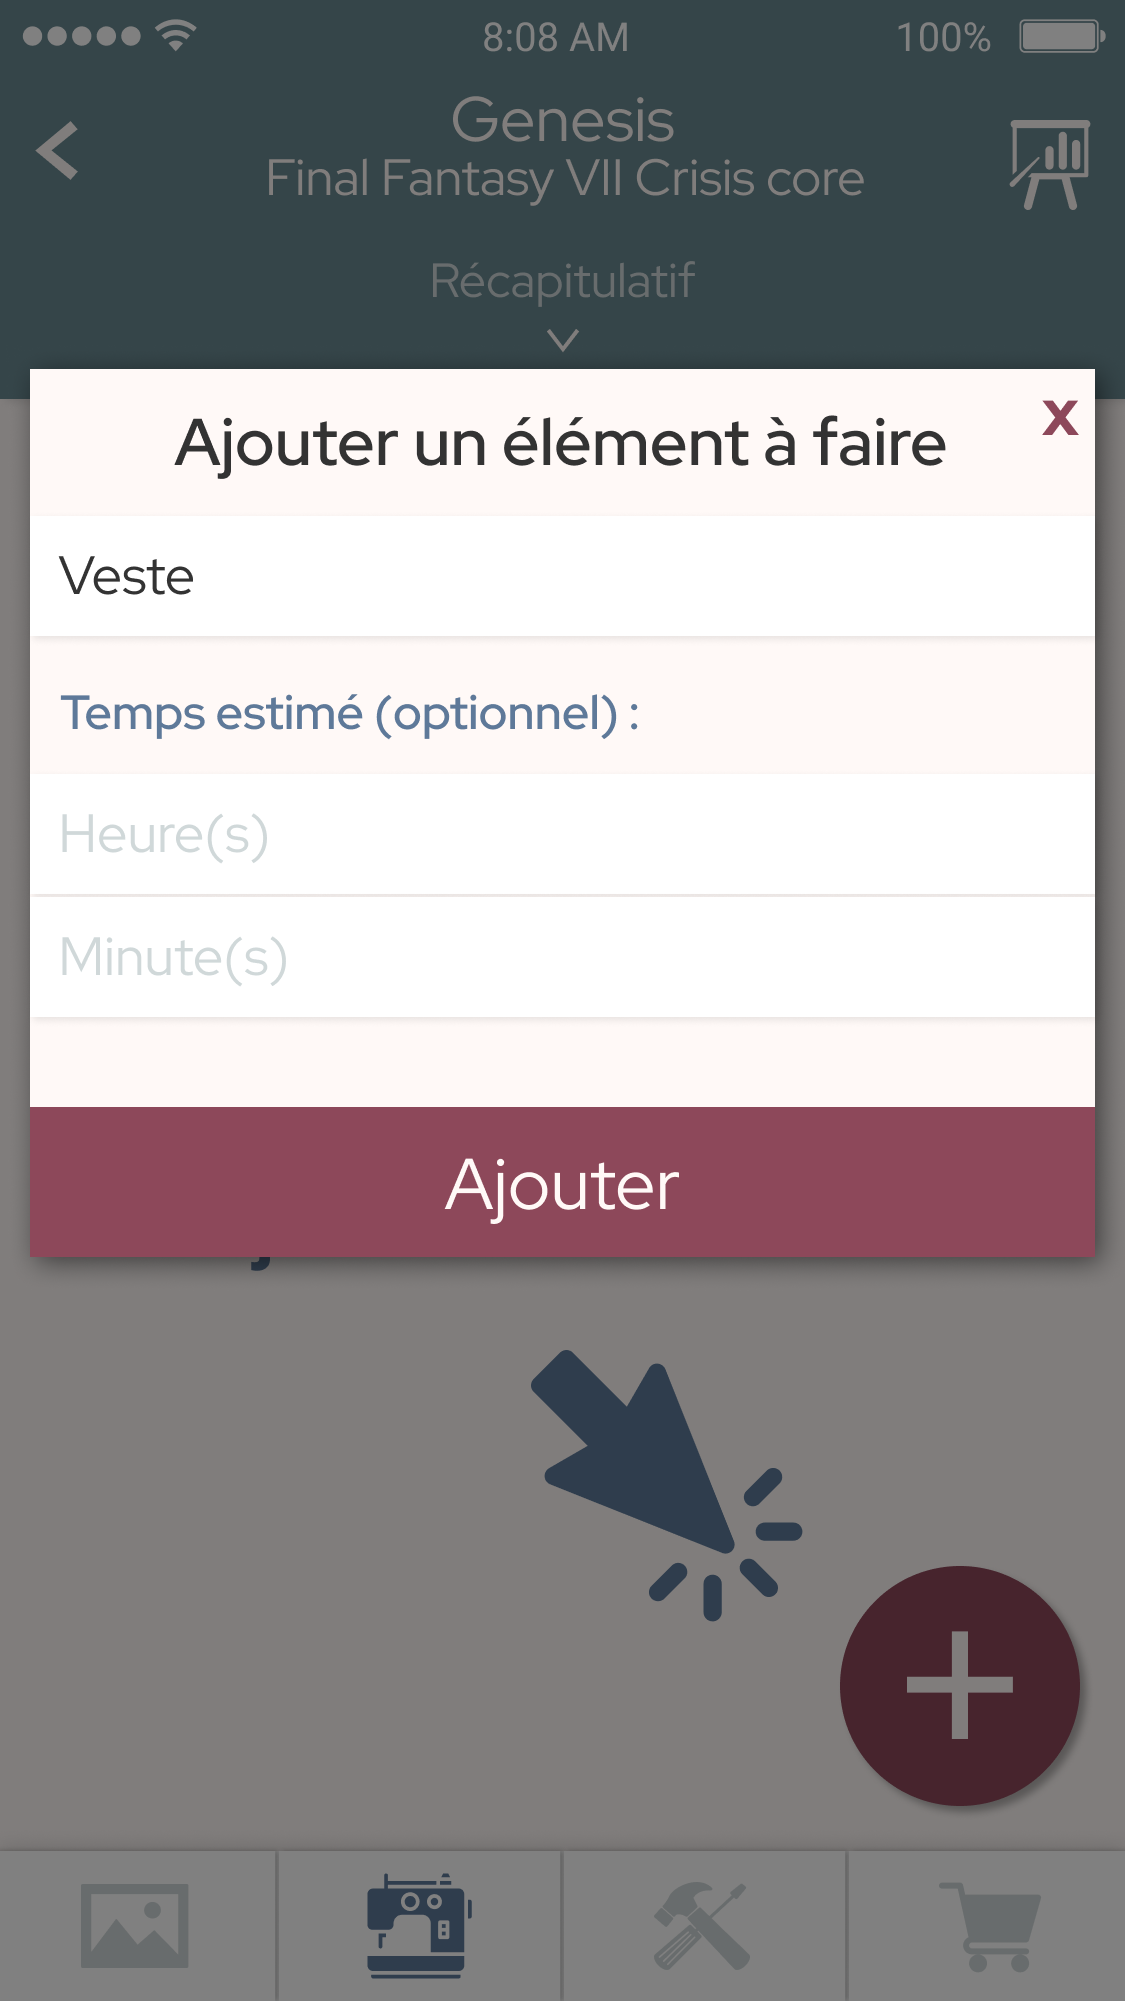 8:08 AM
100%
Genesis
Final Fantasy VII Crisis core
Récapitulatif
Ajouter un élément à faire
x
Veste
Temps estimé (optionnel) :
Heure(s)
Minute(s)
Ajouter